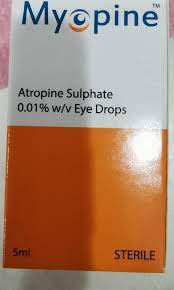 Myopine™
Atropine Sulphate
0.01% w/v Eye Drops
5ml STERILE